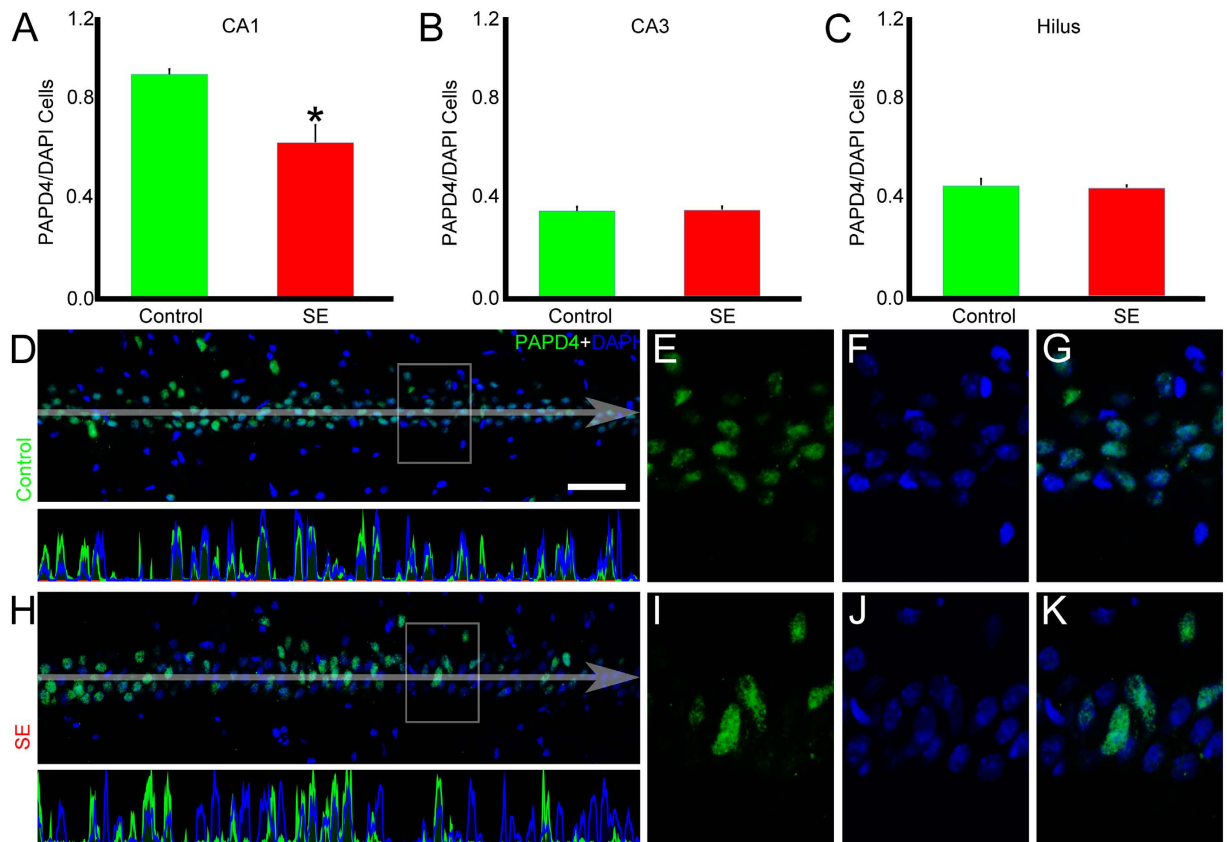 A
CA1
PAPD4/DAPI Cells
1.2
0.8
0.4
0.0
Control
SE
*
B
CA3
PAPD4/DAPI Cells
1.2
0.8
0.4
0.0
Control
SE
C
Hilus
PAPD4/DAPI Cells
1.2
0.8
0.4
0.0
Control
SE
D
PAPD4+DAPI
Control
E
F
G
H
SE
I
J
K